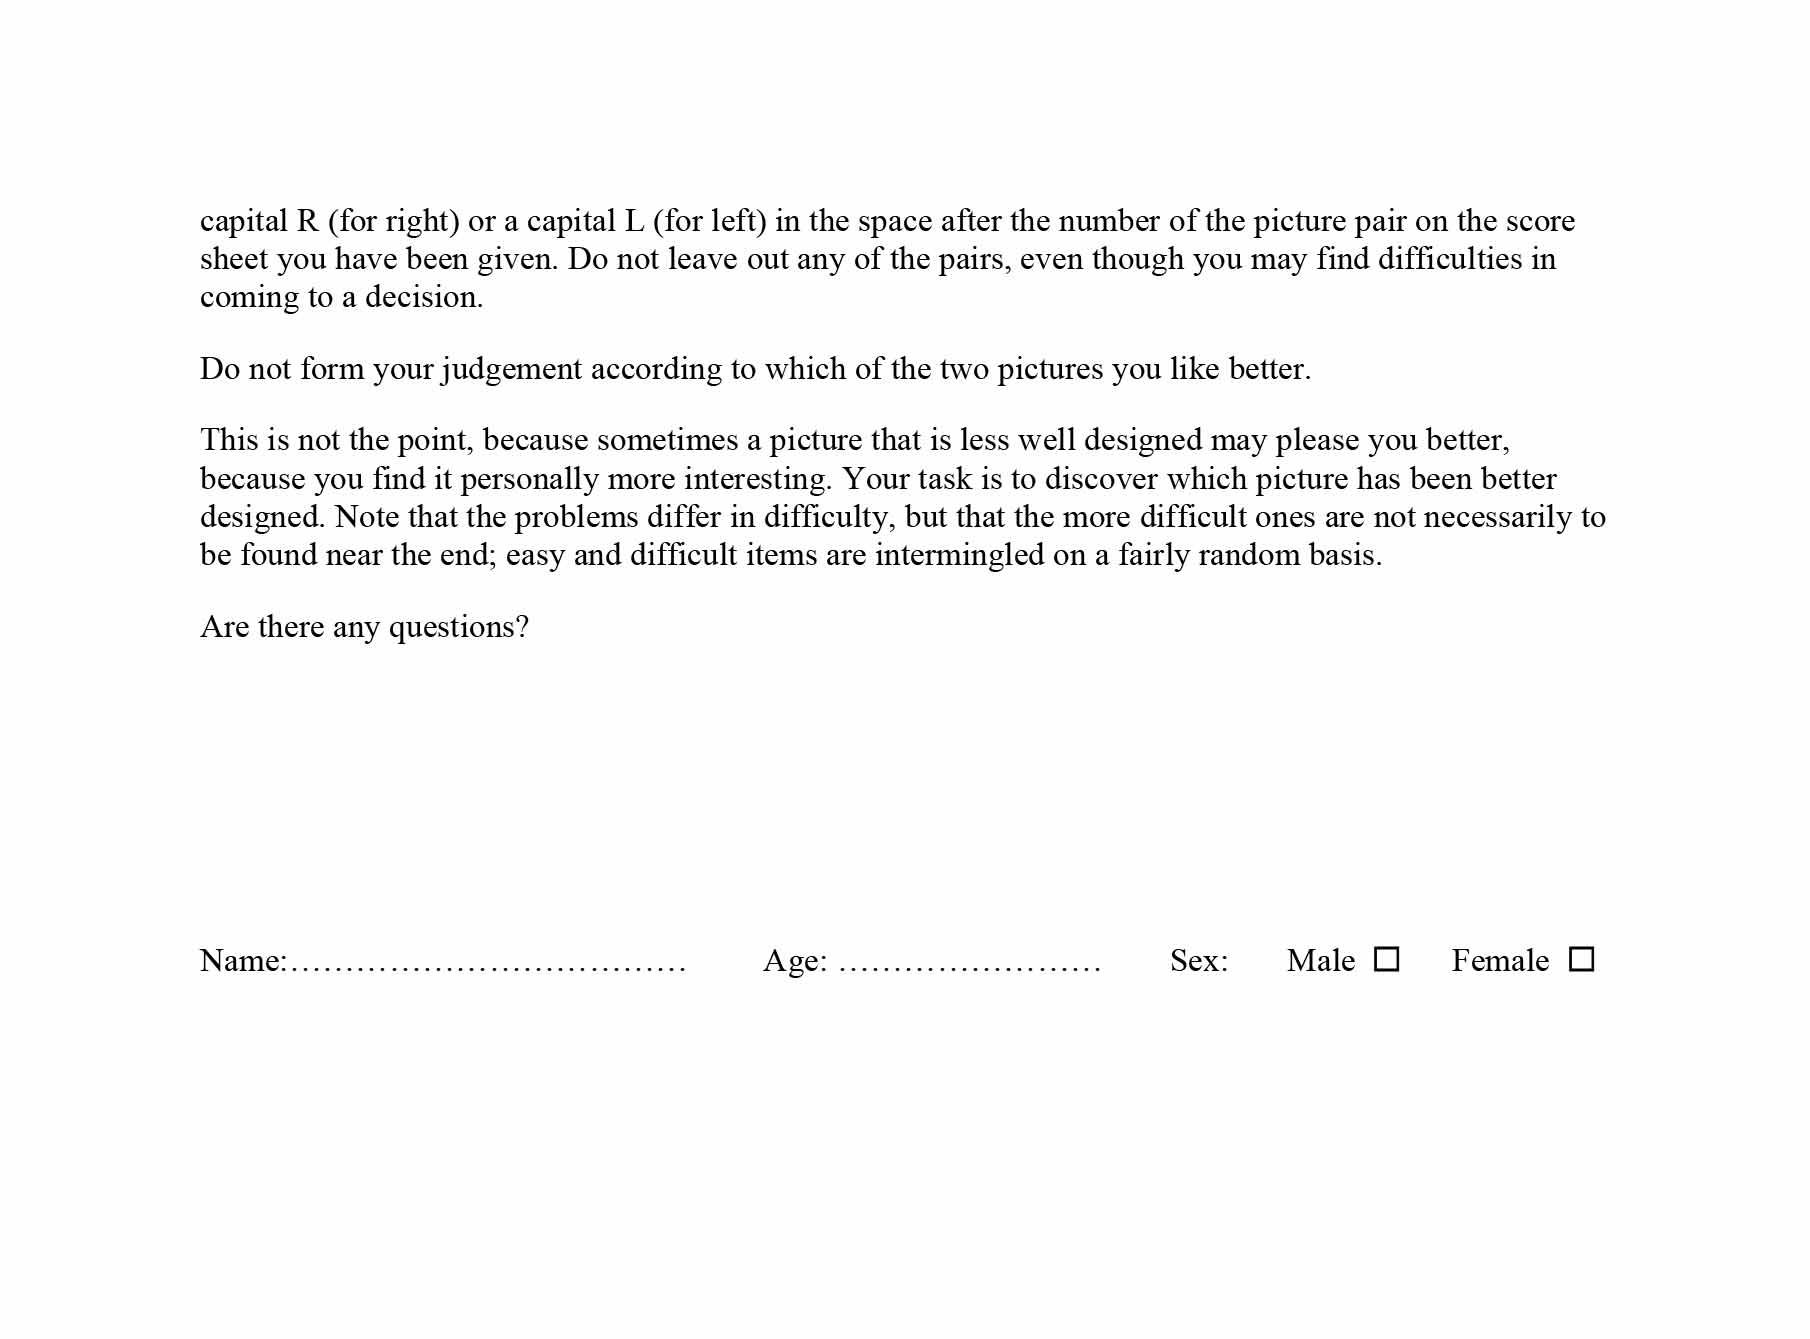 capital R (for right) or a capital L (for left) in the space after the number of the picture pair on the score
sheet you have been given. Do not leave out any of the pairs, even though you may find difficulties in
coming to a decision.
Do not form your judgement according to which of the two pictures you like better.
This is not the point, because sometimes a picture that is less well designed may please you better,
because you find it personally more interesting. Your task is to discover which picture has been better
designed. Note that the problems differ in difficulty, but that the more difficult ones are not necessarily to
be found near the end; easy and difficult items are intermingled on a fairly random basis.
Are there any questions?
Name:………………………………… Age: …………………… Sex: Male □ Female □